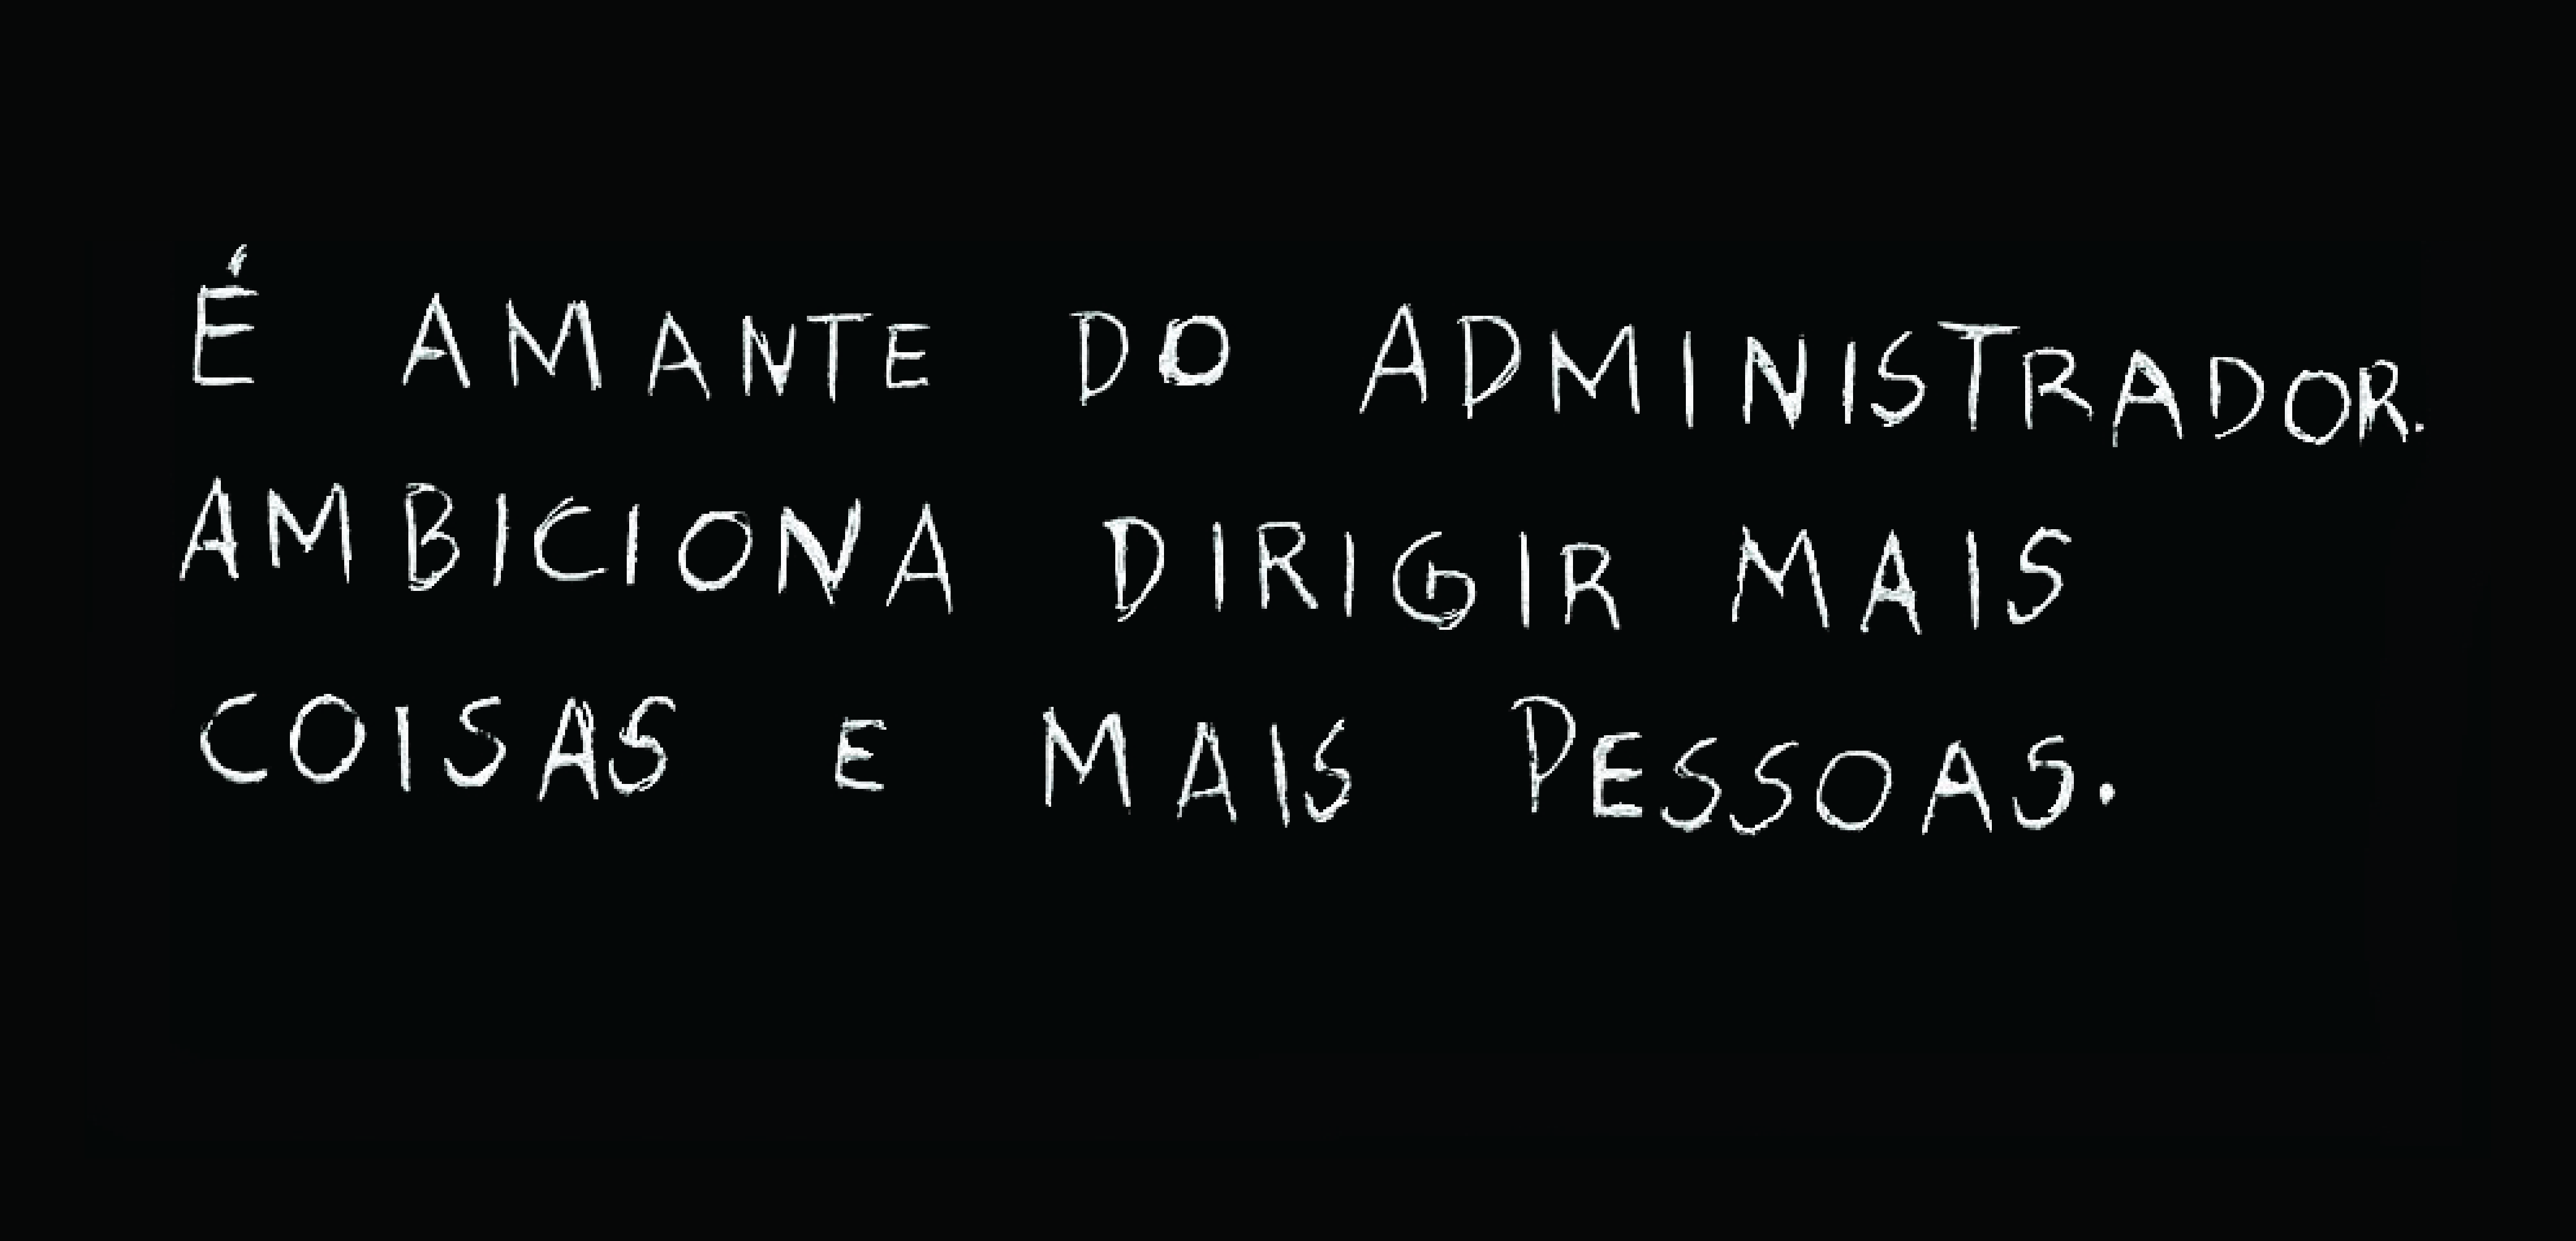 É AMANTE DO ADMINISTRADOR.
AMBICIONA DIRIGIR MAIS
COISAS E MAIS PESSOAS.